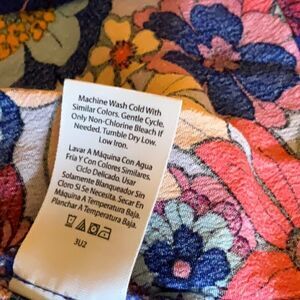 Machine Wash Cold With
Similar Colors. Gentle Cycle.
Only Non-Chlorine Bleach If
Needed. Tumble Dry Low.
Low Iron.
Lavar A Máquina Con Agua
Fría Y Con Colores Similares.
Ciclo Delicado. Usar
Solamente Blanqueador Sin
Cloro Si Se Necesita. Secar En
Máquina A Temperatura Baja.
Planchar A Temperatura Baja.
3U2